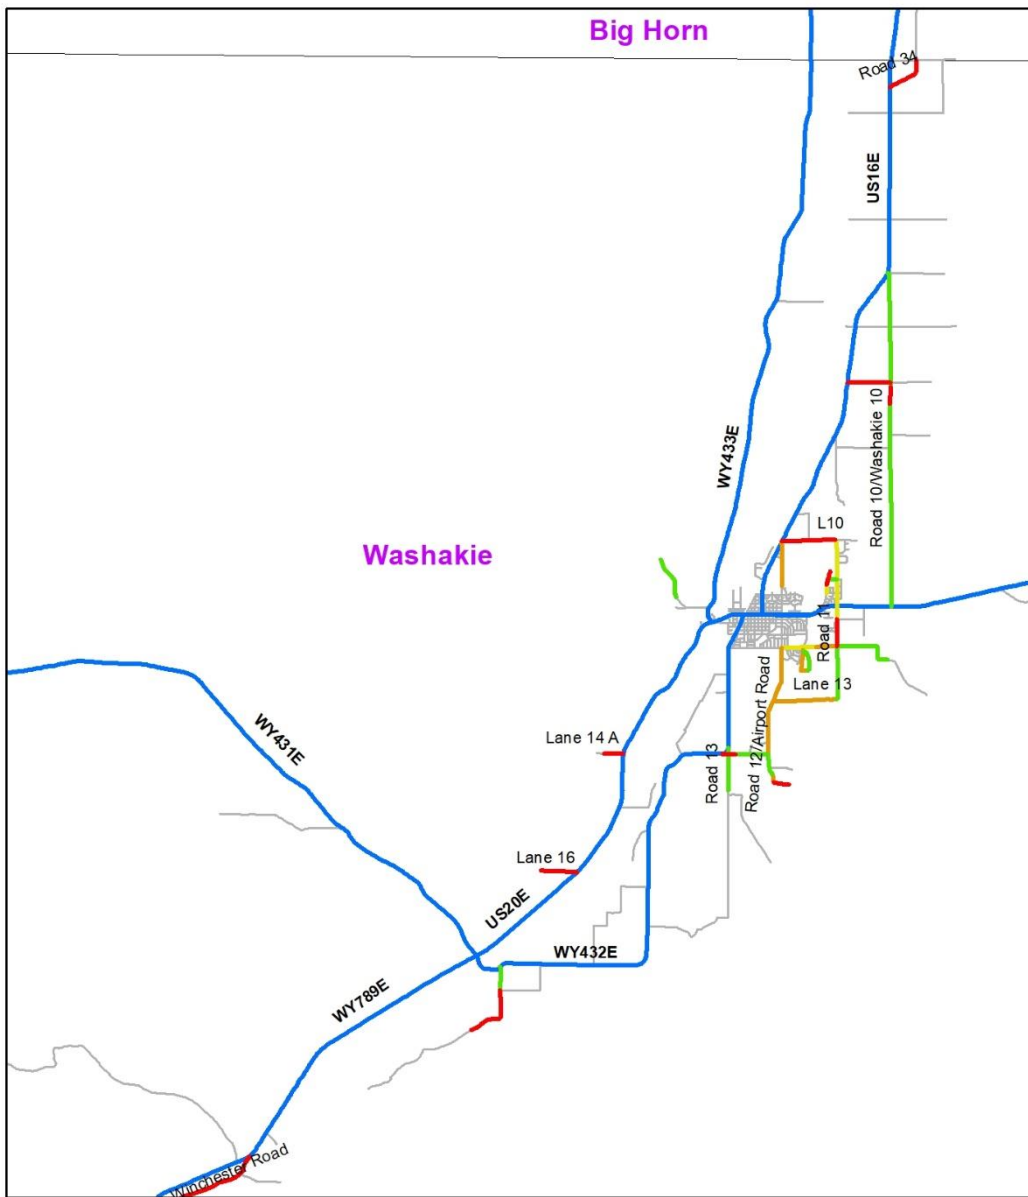 Big Horn
Road 34
US16E
Road 10/Washakie 10
WY433E
L10
Washakie
Road 11
Lane 13
WY431E
Lane 14 A
Road 13
Road 127/Airport Road
Lane 16
US20E
WY432E
WY789E
Winchester Road